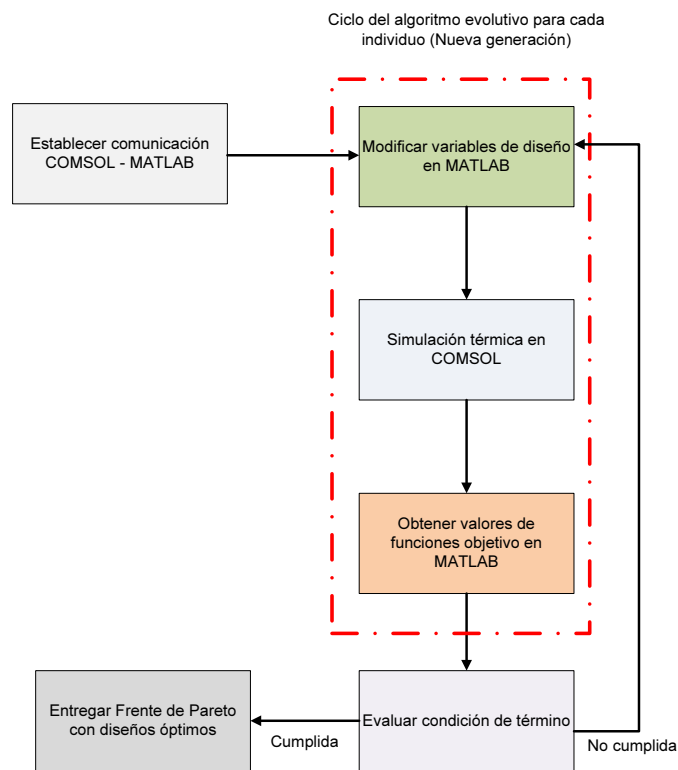 Ciclo del algoritmo evolutivo para cada
individuo (Nueva generación)
Establecer comunicación
COMSOL - MATLAB
Modificar variables de diseño
en MATLAB
Simulación térmica en
COMSOL
Obtener valores de
funciones objetivo en
MATLAB
Entregar Frente de Pareto
con diseños óptimos
Cumplida
Evaluar condición de término
No cumplida